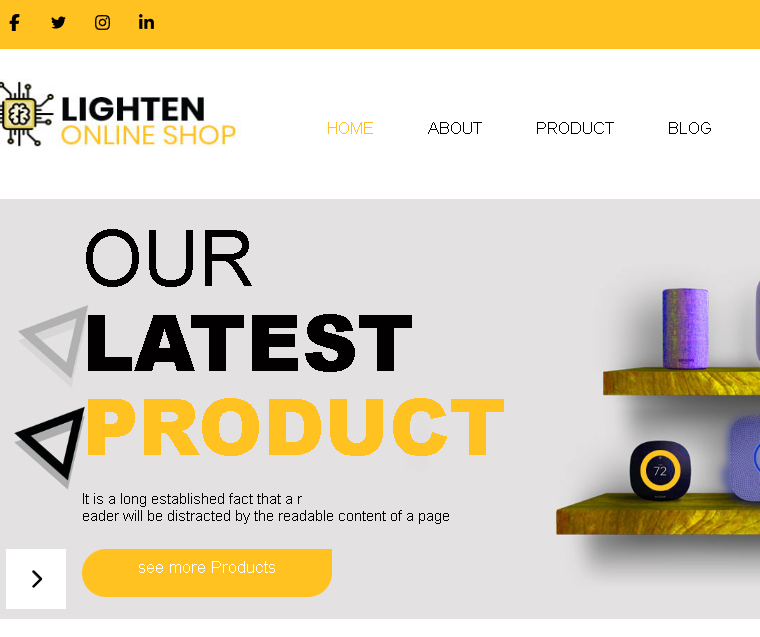 LIGHTEN
ONLINE SHOP
HOME ABOUT PRODUCT BLOG
OUR
LATEST
PRODUCT
72
It is a long established fact that a r
eader will be distracted by the readable content of a page
see more Products